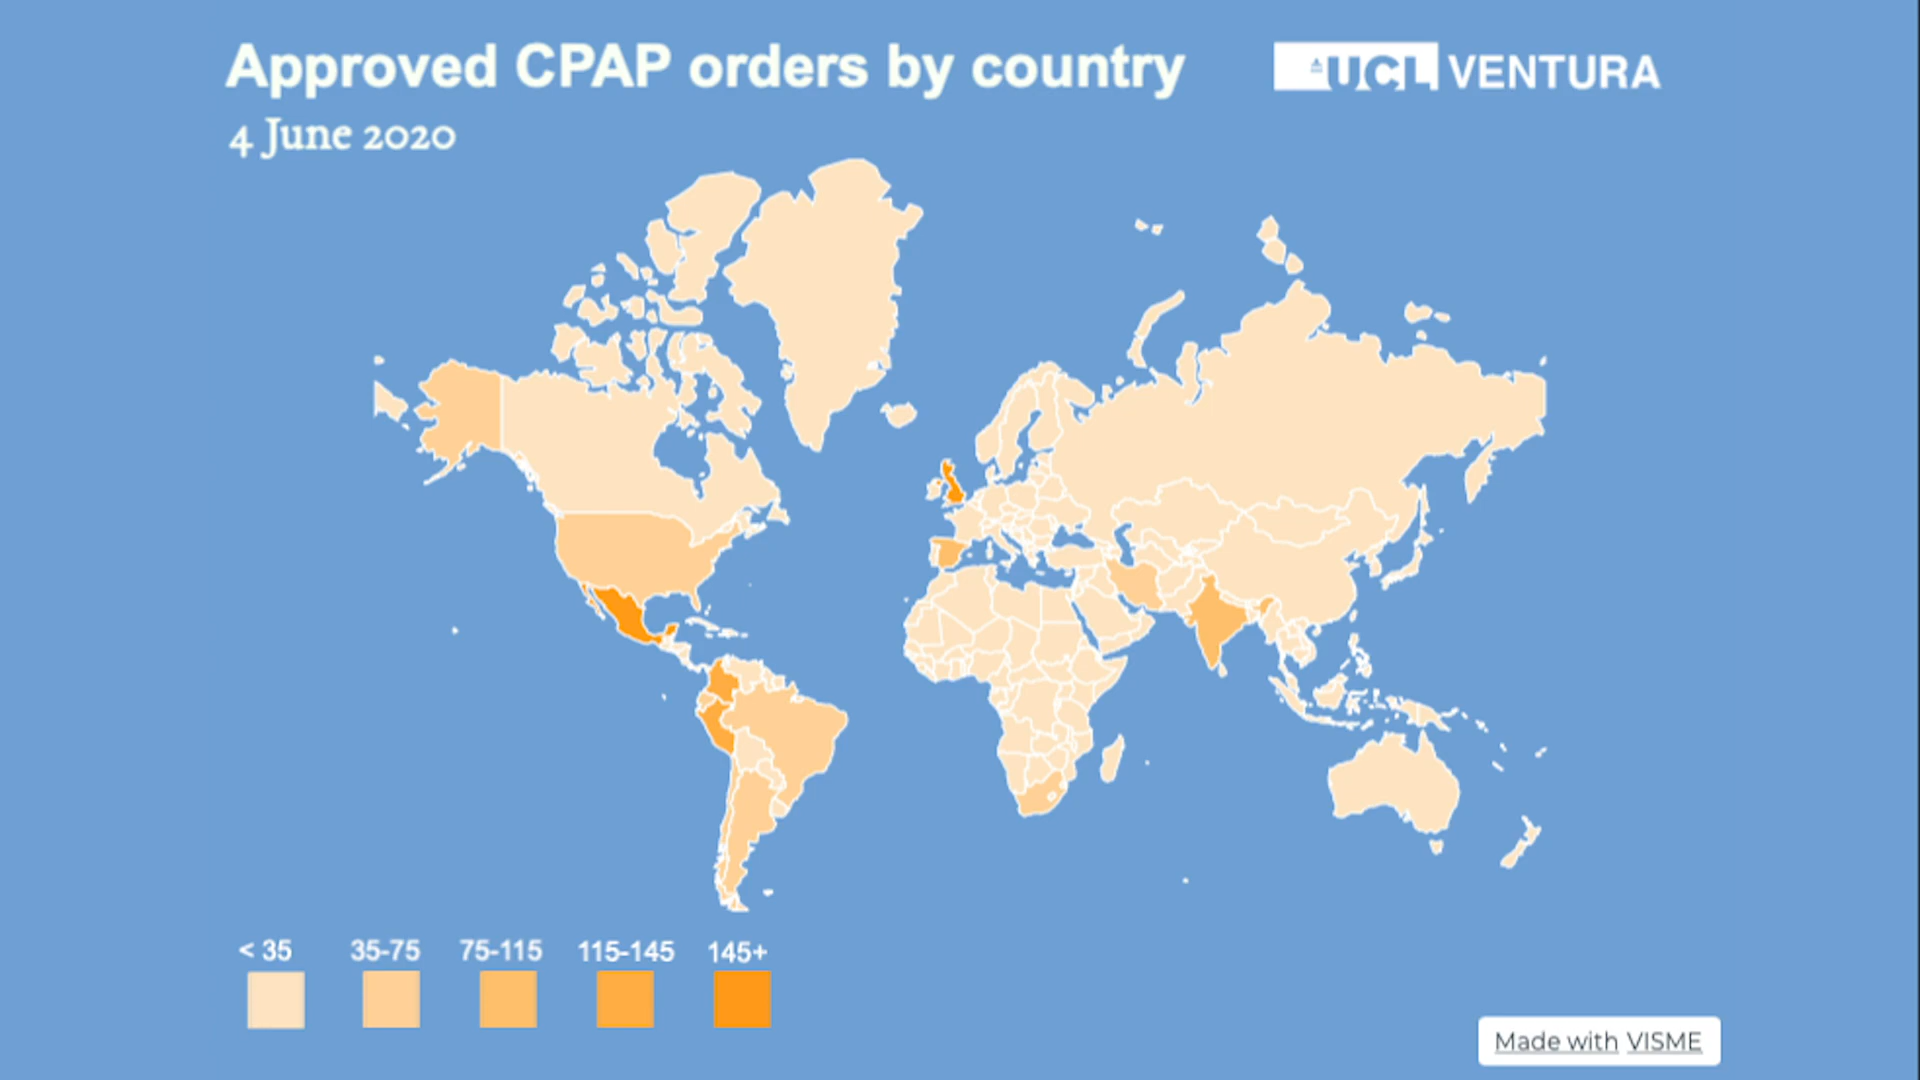 Approved CPAP orders by country
UCL VENTURA
4 June 2020
< 35 35-75 75-115 115-145 145+
Made with VISME